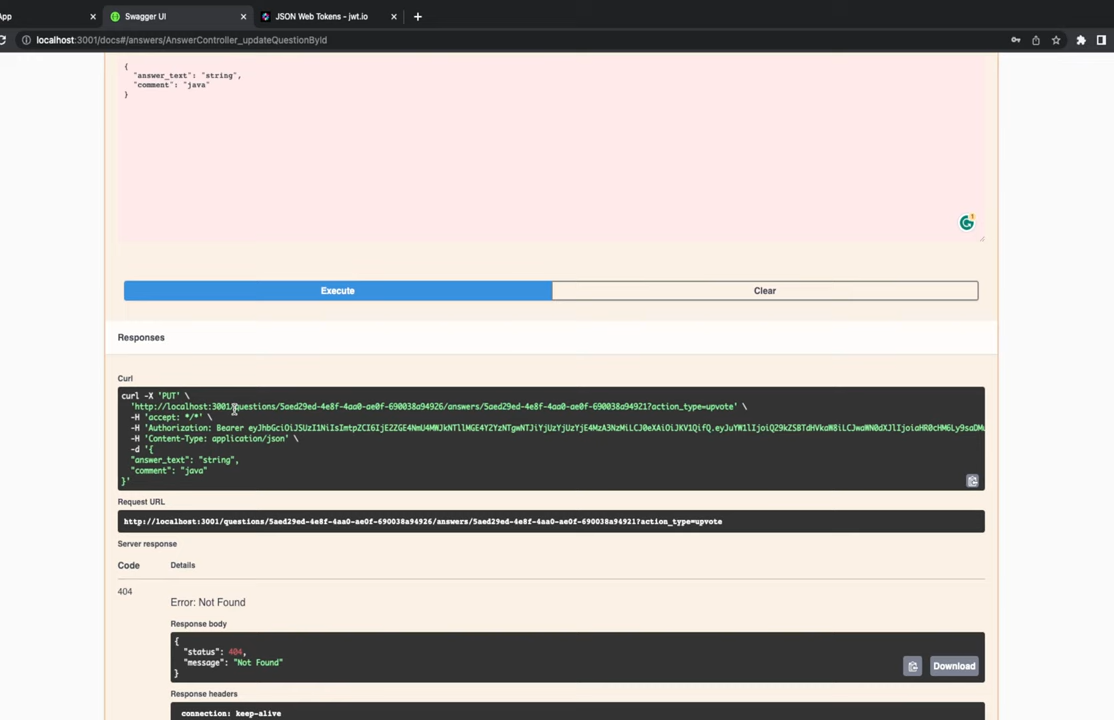 App
Swagger UI
JSON Web Tokens - jwt.io
localhost:3001/docs#/answers/AnswerController_updateQuestionById
{
"answer_text": "string",
"comment": "java"
}
Execute
Clear
Responses
Curl
curl -X 'PUT' \
'http://localhost:3001/questions/5aed29ed-4e8f-4aa0-ae0f-690038a94926/answers/5aed29ed-4e8f-4aa0-ae0f-690038a94921?action_type=upvote' \
-H 'accept: */*' \
-H 'Authorization: Bearer
-H 'Content-Type: application/json' \
-d '{
"answer_text": "string",
"comment": "java"
}'
Request URL
http://localhost:3001/questions/5aed29ed-4e8f-4aa0-ae0f-690038a94926/answers/5aed29ed-4e8f-4aa0-ae0f-690038a94921?action_type=upvote
Server response
Code
Details
404
Error: Not Found
Response body
{
"status": 404,
"message": "Not Found"
}
Download
Response headers
connection: keep-alive